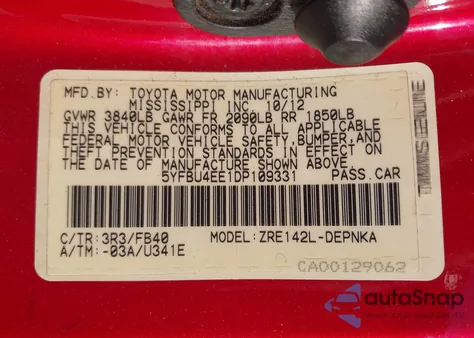 MFD.BY: TOYOTA MOTOR MANUFACTURING
MISSISSIPPI INC. 10/12
GVWR 3840LB GAWR FR 2090LB RR 1850LB
THIS VEHICLE CONFORMS TO ALL APPLICABLE
FEDERAL MOTOR VEHICLE SAFETY,BUMPER,AND
THEFT PREVENTION STANDARDS IN EFFECT ON
THE DATE OF MANUFACTURE SHOWN ABOVE.
5YFBU4EE1DP109331 PASS.CAR
C/TR:3R3/FB40 MODEL:ZRE142L-DEPNKA
A/TM:-03A/U341E
CA00129062
autoSnap